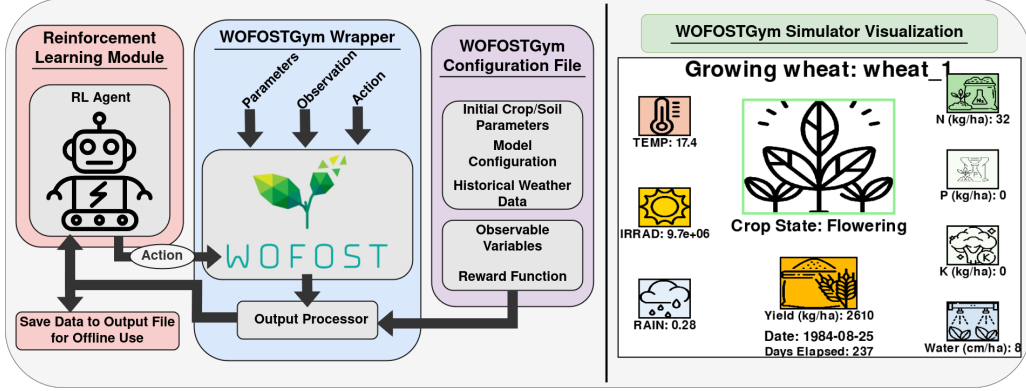 Reinforcement
Learning Module
RL Agent
Action
Save Data to Output File
for Offline Use
WOFOSTGym Wrapper
Parameters
Observation
Action
WOFOST
Output Processor
WOFOSTGym
Configuration File
Initial Crop/Soil
Parameters
Model
Configuration
Historical Weather
Data
Observable
Variables
Reward Function
WOFOSTGym Simulator Visualization
Growing wheat: wheat_1
TEMP: 17.4
IRRAD: 9.7e+06
RAIN: 0.28
Crop State: Flowering
Yield (kg/ha): 2610
Date: 1984-08-25
Days Elapsed: 237
N (kg/ha): 32
P (kg/ha): 0
K
K (kg/ha): 0
Water (cm/ha): 8